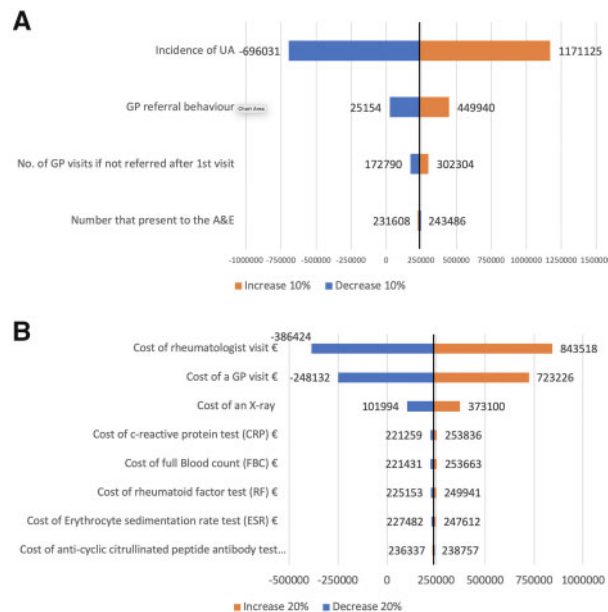 A
Incidence of UA -696031 1171125
GP referral behaviour Chart Area 25154 449940
No. of GP visits if not referred after 1st visit 172790 302304
Number that present to the A&E 231608 243486
-1000000 -750000 -500000 -250000 0 250000 500000 750000 1000000 1250000 1500000
Increase 10% Decrease 10%
B
-386424
Cost of rheumatologist visit € 843518
Cost of a GP visit € -248132 723226
Cost of an X-ray 101994 373100
Cost of c-reactive protein test (CRP) € 221259 253836
Cost of full Blood count (FBC) € 221431 253663
Cost of rheumatoid factor test (RF) € 225153 249941
Cost of Erythrocyte sedimentation rate test (ESR) € 227482 247612
Cost of anti-cyclic citrullinated peptide antibody test... 236337 238757
-500000 -250000 0 250000 500000 750000 1000000
Increase 20% Decrease 20%